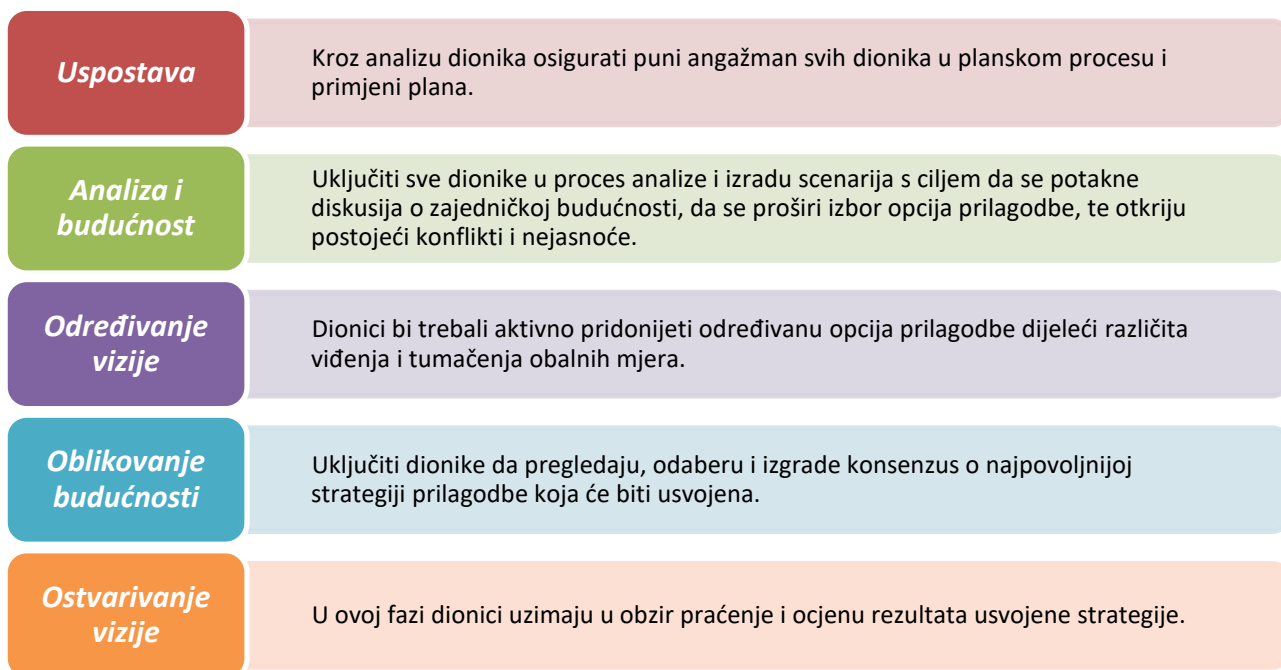 Uspostava
Kroz analizu dionika osigurati puni angažman svih dionika u planskom procesu i
primjeni plana.
Analiza i
budućnost
Uključiti sve dionike u proces analize i izradu scenarija s ciljem da se potakne
diskusija o zajedničkoj budućnosti, da se proširi izbor opcija prilagodbe, te otkriju
postojeći konflikti i nejasnoće.
Određivanje
vizije
Dionici bi trebali aktivno pridonijeti određivanu opcija prilagodbe dijeleći različita
viđenja i tumačenja obalnih mjera.
Oblikovanje
budućnosti
Uključiti dionike da pregledaju, odaberu i izgrade konsenzus o najpovoljnijoj
strategiji prilagodbe koja će biti usvojena.
Ostvarivanje
vizije
U ovoj fazi dionici uzimaju u obzir praćenje i ocjenu rezultata usvojene strategije.